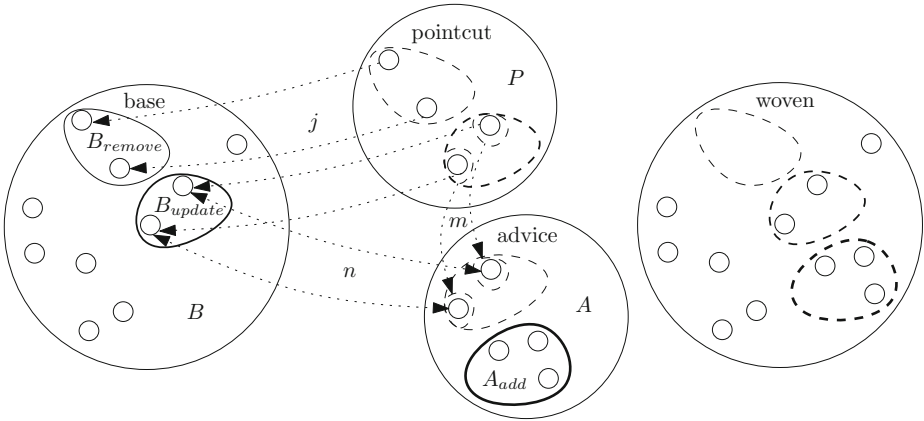 pointcut
P
base
woven
j
B_remove
B_update
m
advice
n
A
B
A_add